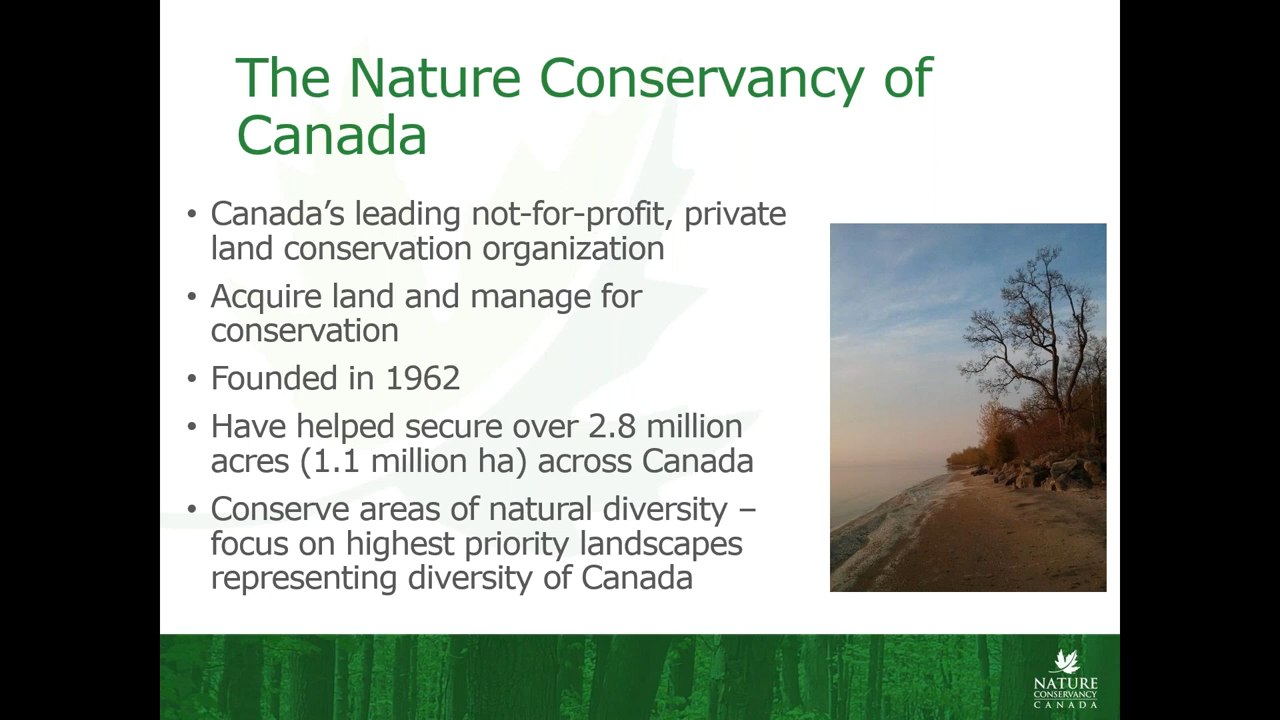 The Nature Conservancy of
Canada
• Canada’s leading not-for-profit, private
land conservation organization
• Acquire land and manage for
conservation
• Founded in 1962
• Have helped secure over 2.8 million
acres (1.1 million ha) across Canada
• Conserve areas of natural diversity –
focus on highest priority landscapes
representing diversity of Canada
NATURE
CONSERVANCY
CANADA